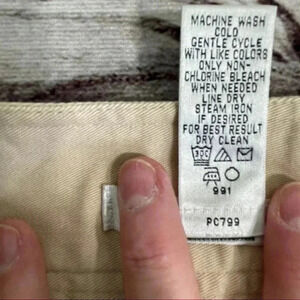 MACHINE WASH
COLD
GENTLE CYCLE
WITH LIKE COLORS
ONLY NON-
CHLORINE BLEACH
WHEN NEEDED
LINE DRY
STEAM IRON
IF DESIRED
FOR BEST RESULT
DRY CLEAN
30C
991
PC799